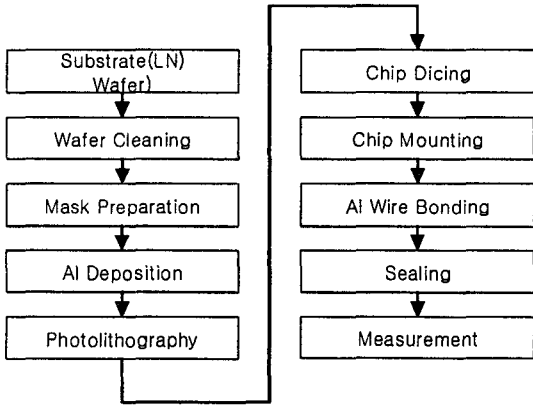 Substrate(LN)
Wafer)
Wafer Cleaning
Mask Preparation
Al Deposition
Photolithography
Chip Dicing
Chip Mounting
Al Wire Bonding
Sealing
Measurement